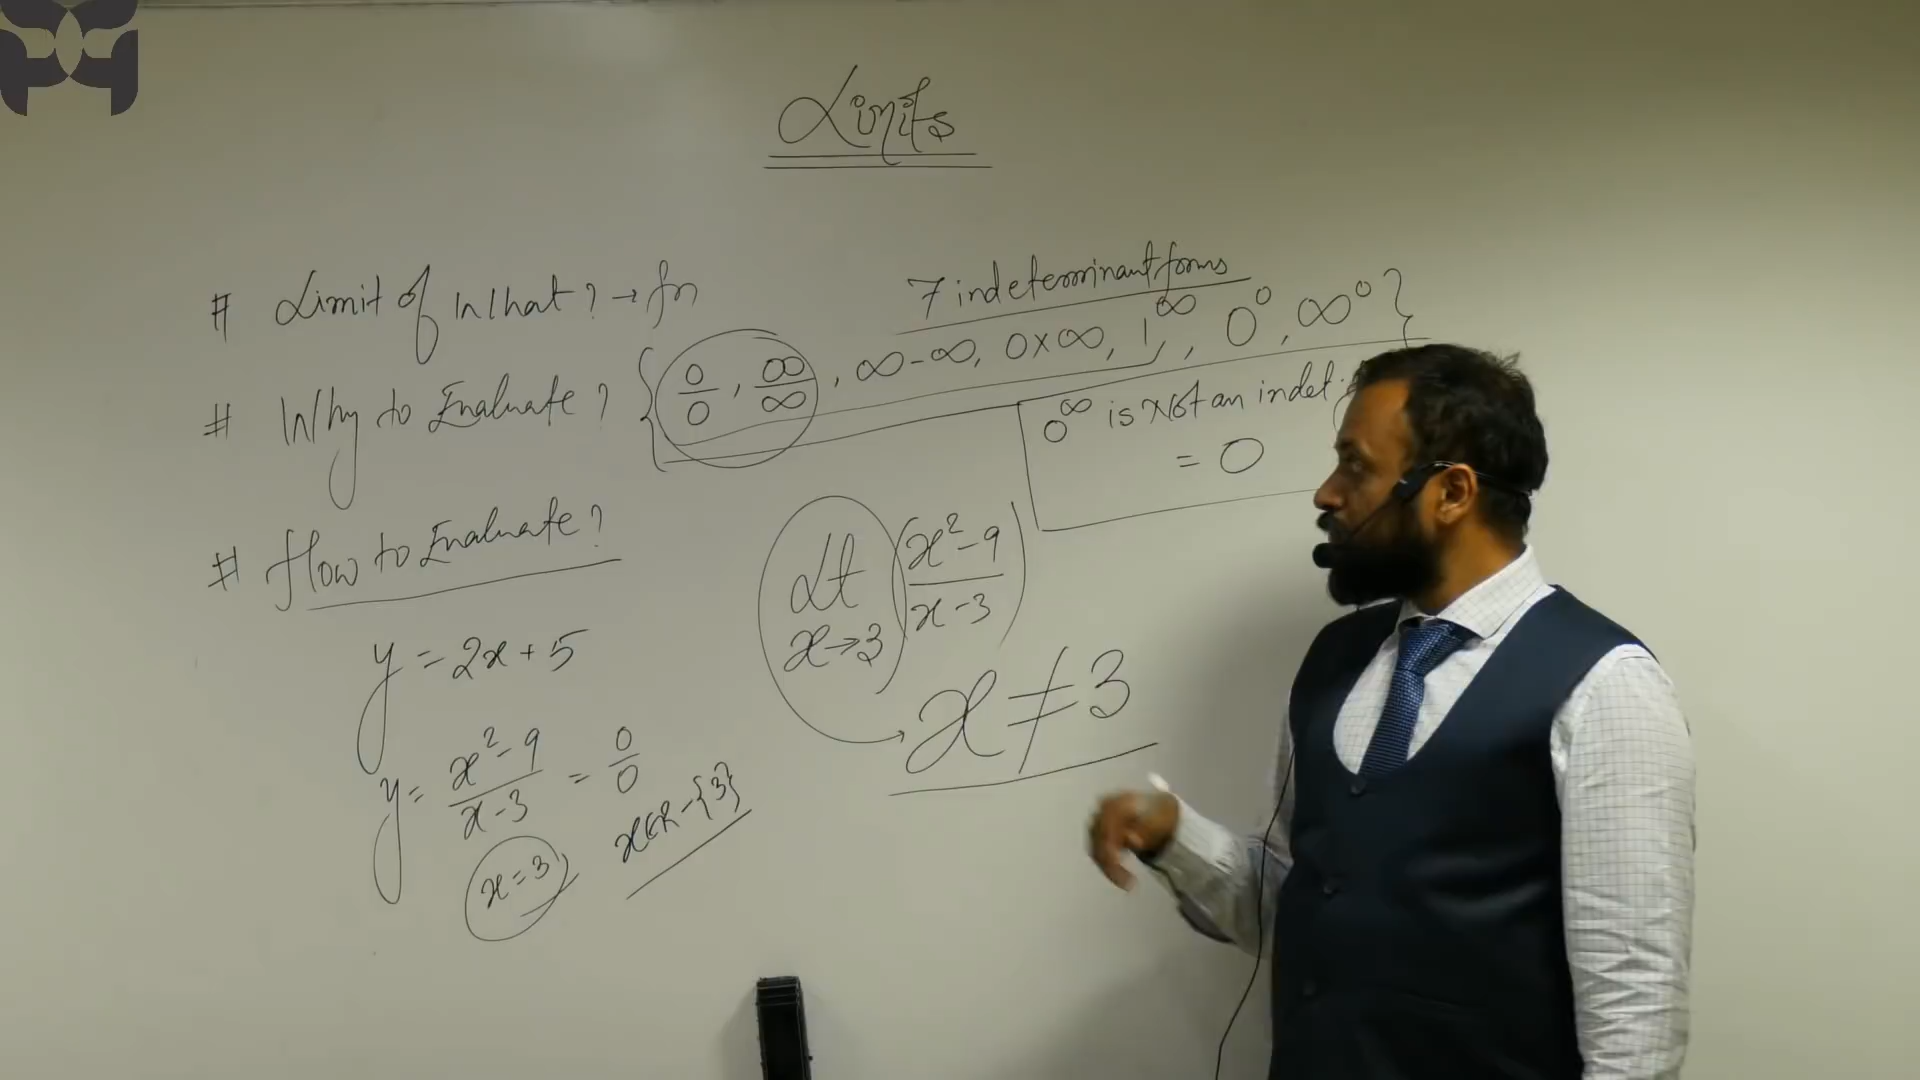 Limits
# Limit of What? → fn
7 indeterminant forms
# Why to Evaluate? { 0/0, ∞/∞, ∞-∞, 0×∞, 1^∞, 0^0, ∞^0 }
0^∞ is Not an indet
= 0
# How to Evaluate?
Lt x→3 (x²-9 / x-3)
x ≠ 3
y = 2x+5
y = x²-9 / x-3 = 0/0
x=3
x∈R-{3}